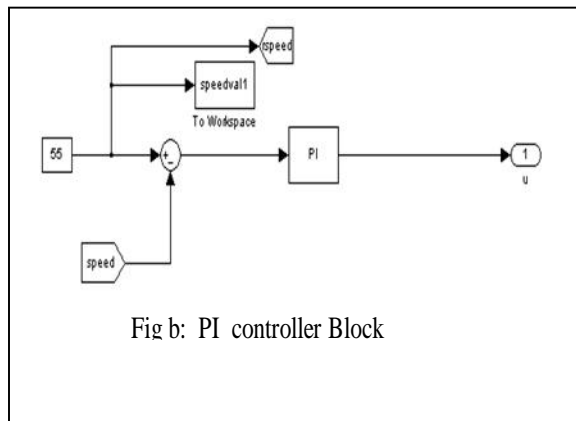 rspeed
speedval1
To Workspace
55
+
-
PI
1
u
speed
Fig b: PI controller Block